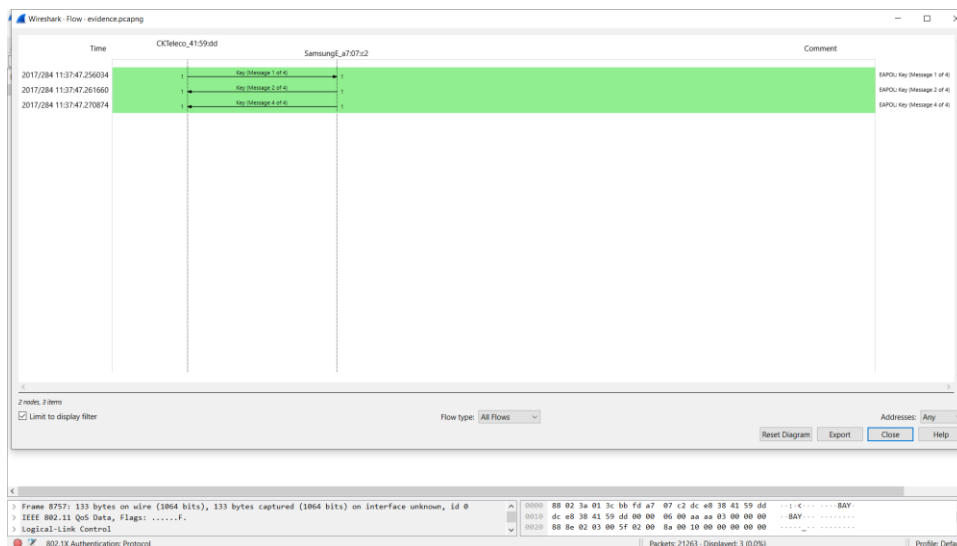 Wireshark · Flow · evidence.pcapng
Time
CKTeleco_41:59:dd
SamsungE_a7:07:c2
Comment
2017/284 11:37:47.256034
1
Key (Message 1 of 4)
1
EAPOL: Key (Message 1 of 4)
2017/284 11:37:47.261660
1
Key (Message 2 of 4)
1
EAPOL: Key (Message 2 of 4)
2017/284 11:37:47.270874
1
Key (Message 4 of 4)
1
EAPOL: Key (Message 4 of 4)
2 nodes, 3 items
Limit to display filter
Flow type: All Flows
Addresses: Any
Reset Diagram
Export
Close
Help
> Frame 8757: 133 bytes on wire (1064 bits), 133 bytes captured (1064 bits) on interface unknown, id 0
> IEEE 802.11 QoS Data, Flags: ......F.
> Logical-Link Control
0000 88 02 3a 01 3c bb fd a7 07 c2 dc e8 38 41 59 dd ··:·<··· ····8AY·
0010 dc e8 38 41 59 dd 00 00 06 00 aa aa 03 00 00 00 ··8AY··· ········
0020 88 8e 02 03 00 5f 02 00 8a 00 10 00 00 00 00 00 ·····_·· ········
802.1X Authentication: Protocol
Packets: 21263 · Displayed: 3 (0.0%)
Profile: Defa